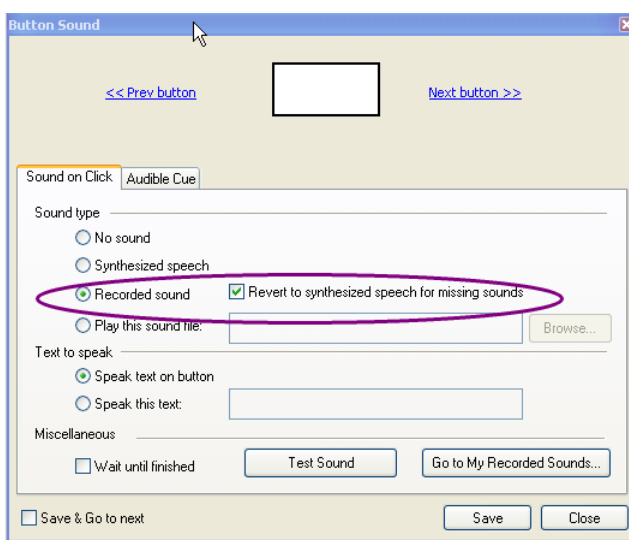 Button Sound
<< Prev button Next button >>
Sound on Click Audible Cue
Sound type
No sound
Synthesized speech
Recorded sound Revert to synthesized speech for missing sounds
Play this sound file: Browse...
Text to speak
Speak text on button
Speak this text:
Miscellaneous
Wait until finished Test Sound Go to My Recorded Sounds...
Save & Go to next Save Close